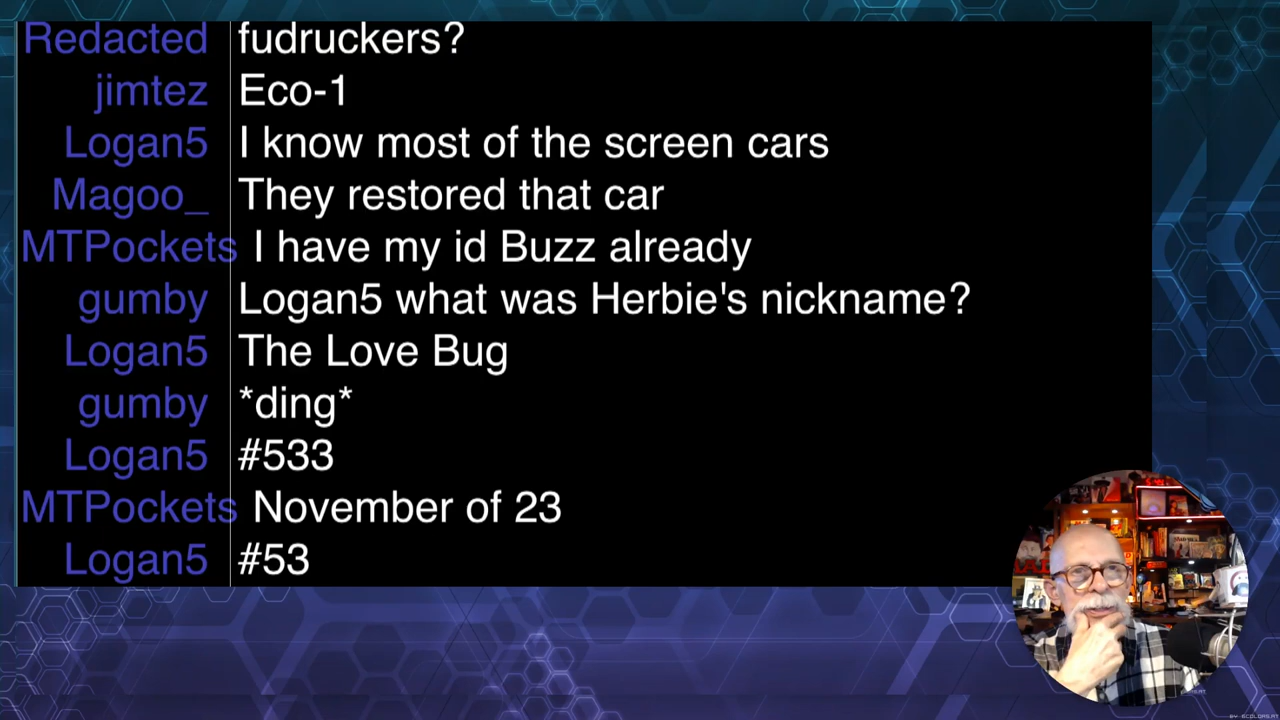 Redacted fudruckers?
jimtez Eco-1
Logan5 I know most of the screen cars
Magoo_ They restored that car
MTPockets I have my id Buzz already
gumby Logan5 what was Herbie's nickname?
Logan5 The Love Bug
gumby *ding*
Logan5 #533
MTPockets November of 23
Logan5 #53